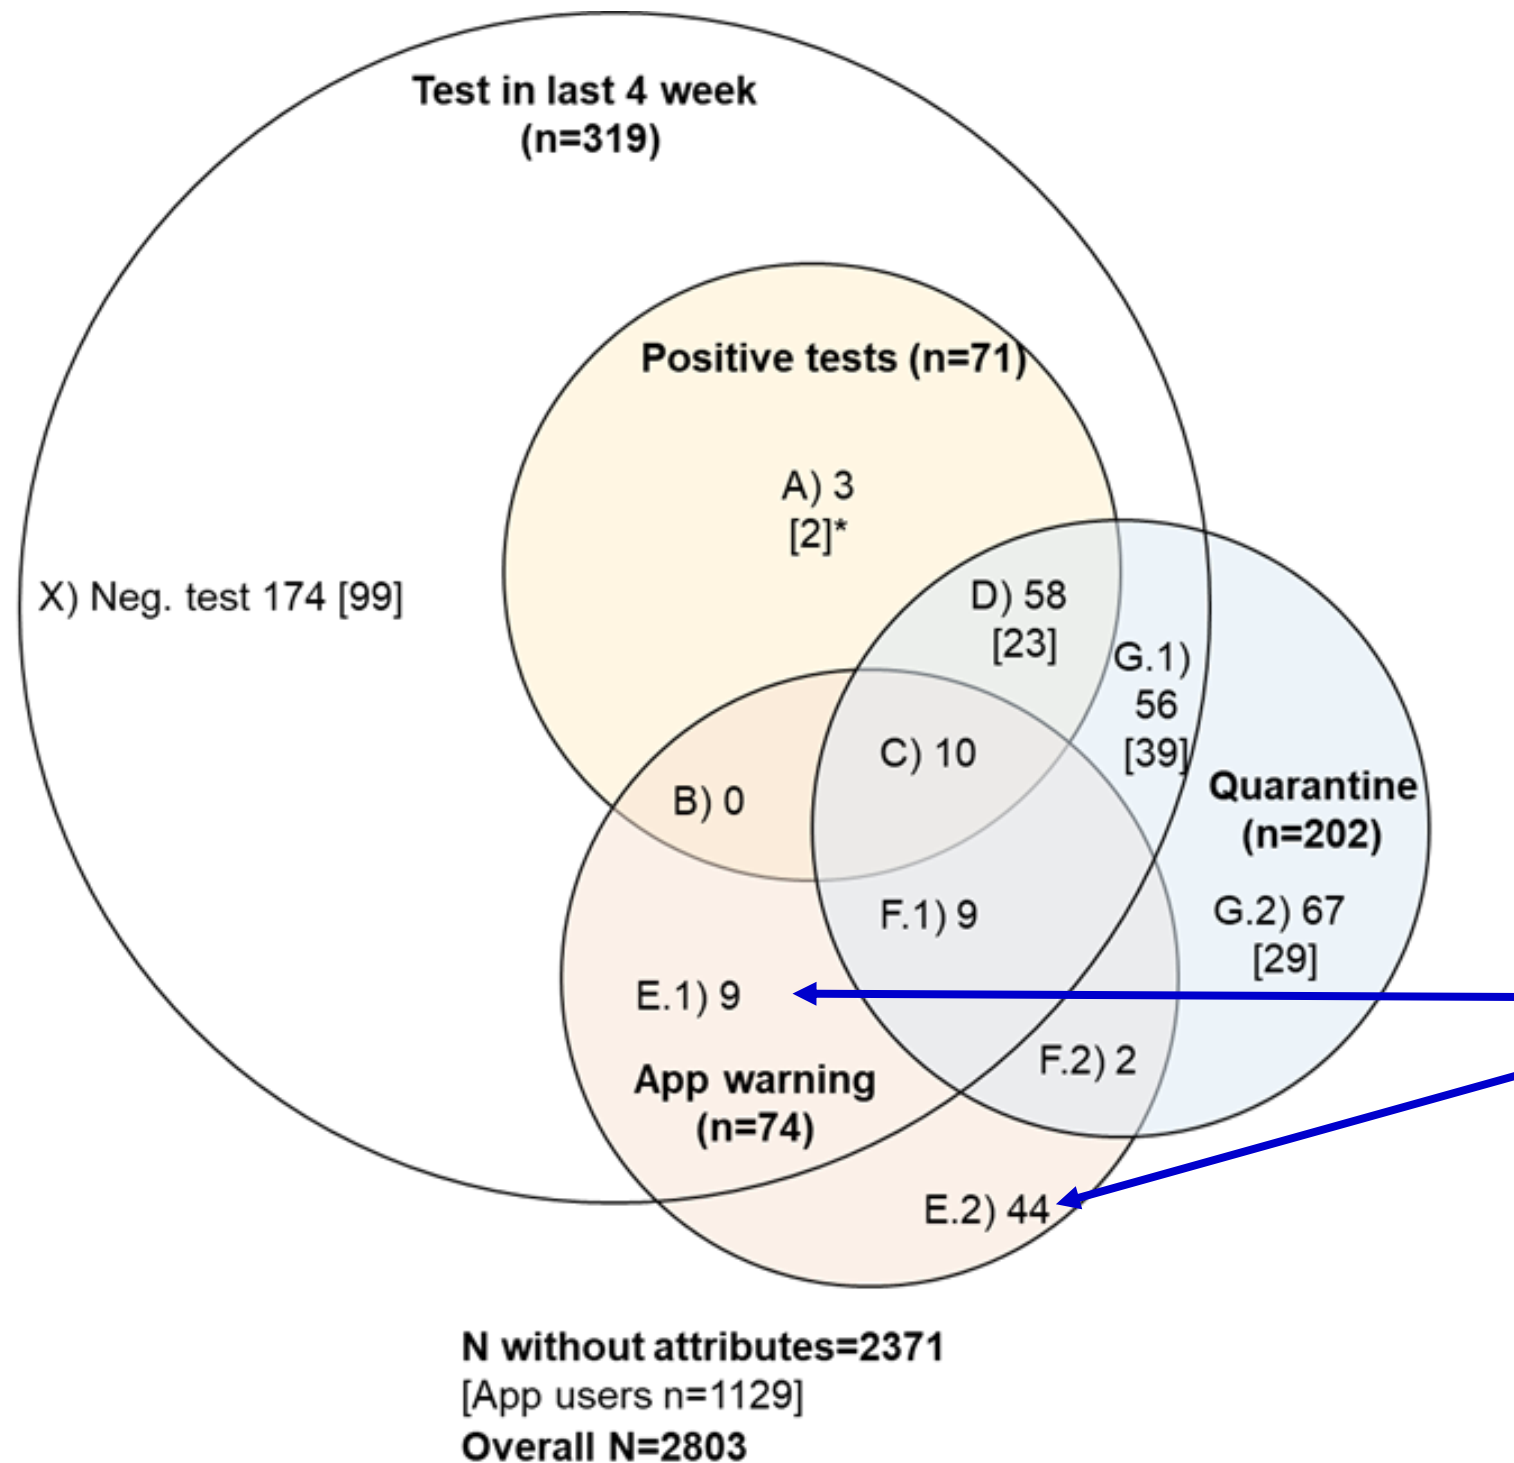 Test in last 4 week
(n=319)
Positive tests (n=71)
A) 3
[2]*
X) Neg. test 174 [99]
D) 58
[23]
G.1)
56
[39]
C) 10
B) 0
Quarantine
(n=202)
F.1) 9
G.2) 67
[29]
E.1) 9
F.2) 2
App warning
(n=74)
E.2) 44
N without attributes=2371
[App users n=1129]
Overall N=2803